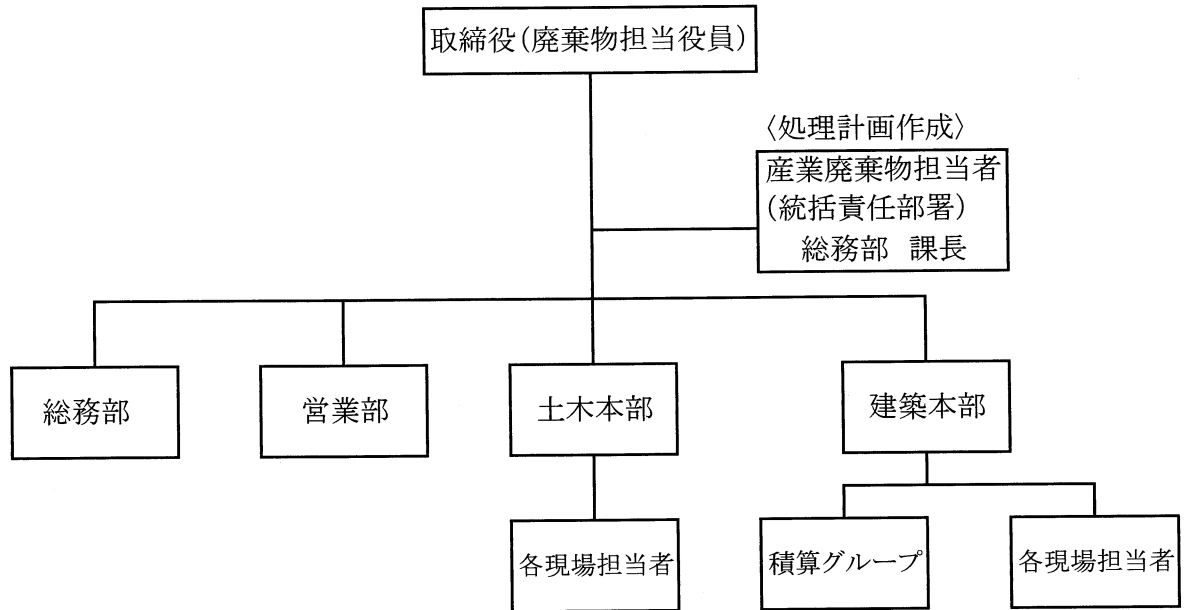 取締役(廃棄物担当役員)
〈処理計画作成〉
産業廃棄物担当者
(統括責任部署)
総務部 課長
総務部
営業部
土木本部
建築本部
各現場担当者
積算グループ
各現場担当者